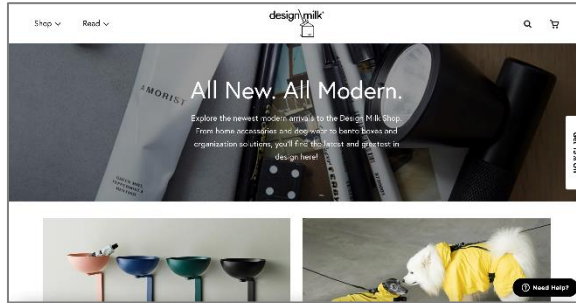 Shop
Read
design milk
AMORIST
All New. All Modern.
Explore the newest modern arrivals to the Design Milk Shop.
From home accessories and dog wear to bento boxes and
organization solutions, you'll find the latest and greatest in
design here!
Need Help?